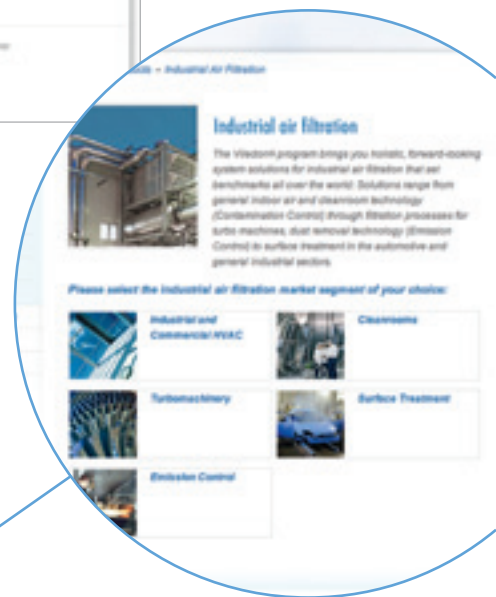 Industrial Air Filtration
Industrial air filtration
The Viledon® program brings you holistic, forward-looking
system solutions for industrial air filtration that set
benchmarks all over the world. Solutions range from
general indoor air and cleanroom technology
(Contamination Control) through filtration processes for
turbo machines, dust removal technology (Emission
Control) to surface treatment in the automotive and
general industrial sectors.
Please select the industrial air filtration market segment of your choice:
Industrial and
Commercial HVAC
Cleanrooms
Turbomachinery
Surface Treatment
Emission Control